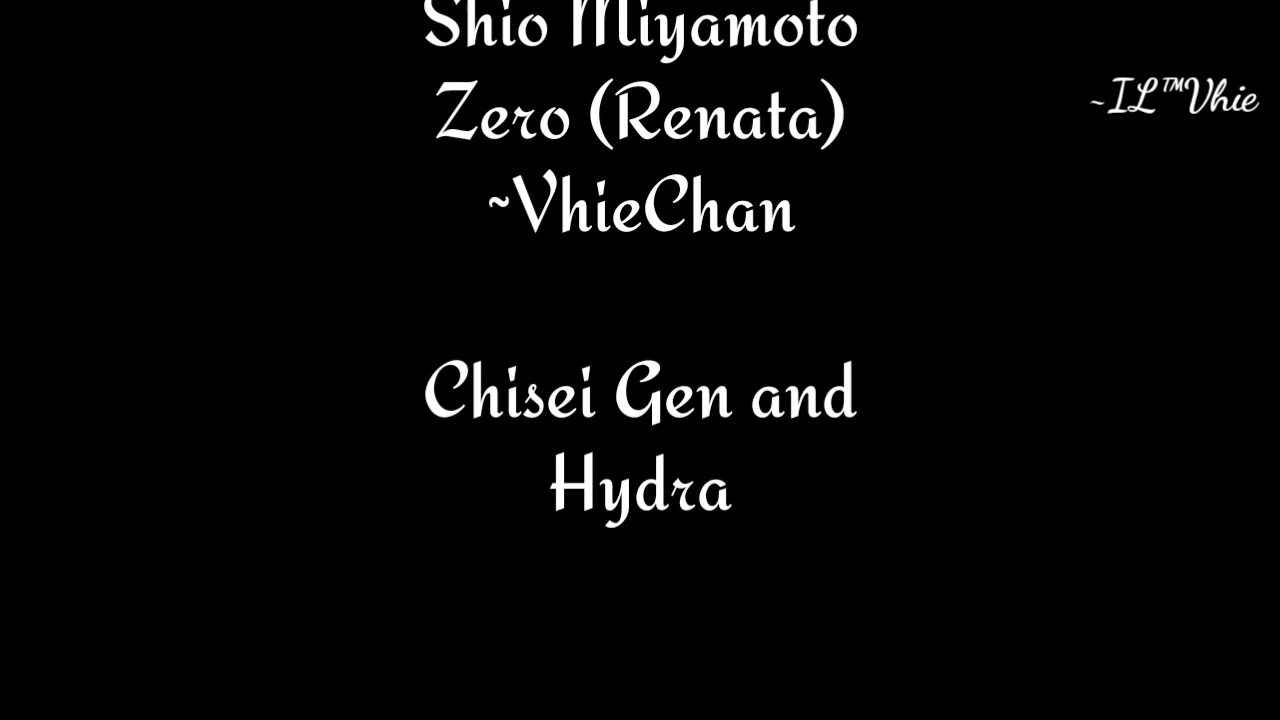 Shio Miyamoto
Zero (Renata)
~VhieChan
Chisei Gen and
Hydra
~IL™Vhie